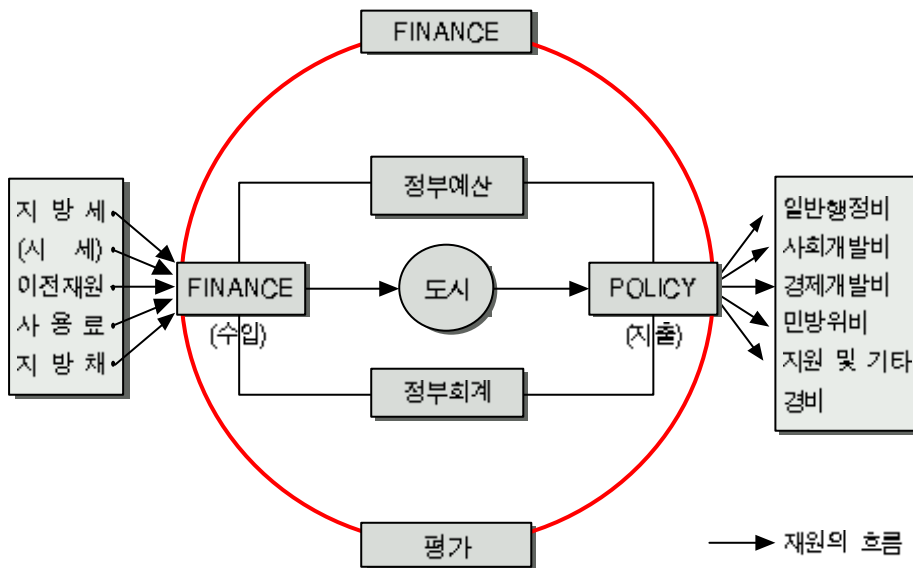 FINANCE
정부예산
지 방 세
(시 세)
이전재원
사 용 료
지 방 채
FINANCE
(수입)
도시
POLICY
(지출)
일반행정비
사회개발비
경제개발비
민방위비
지원 및 기타
경비
정부회계
평가
재원의 흐름